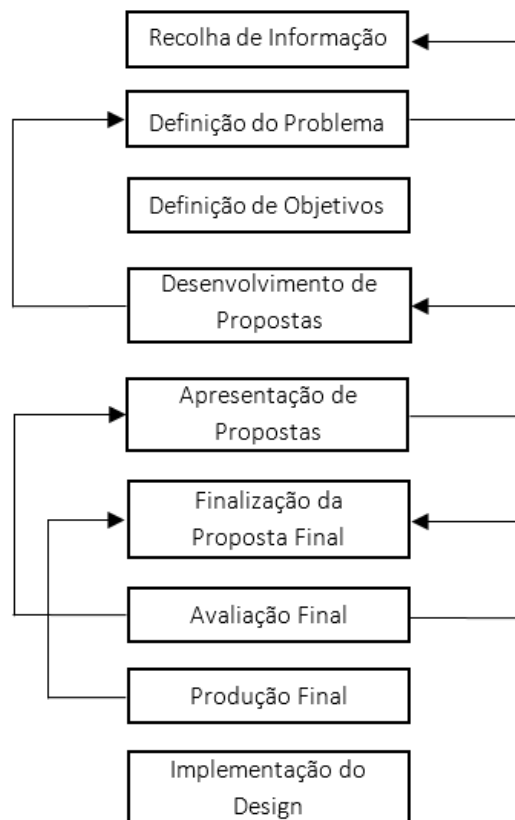 Recolha de Informação
Definição do Problema
Definição de Objetivos
Desenvolvimento de
Propostas
Apresentação de
Propostas
Finalização da
Proposta Final
Avaliação Final
Produção Final
Implementação do
Design